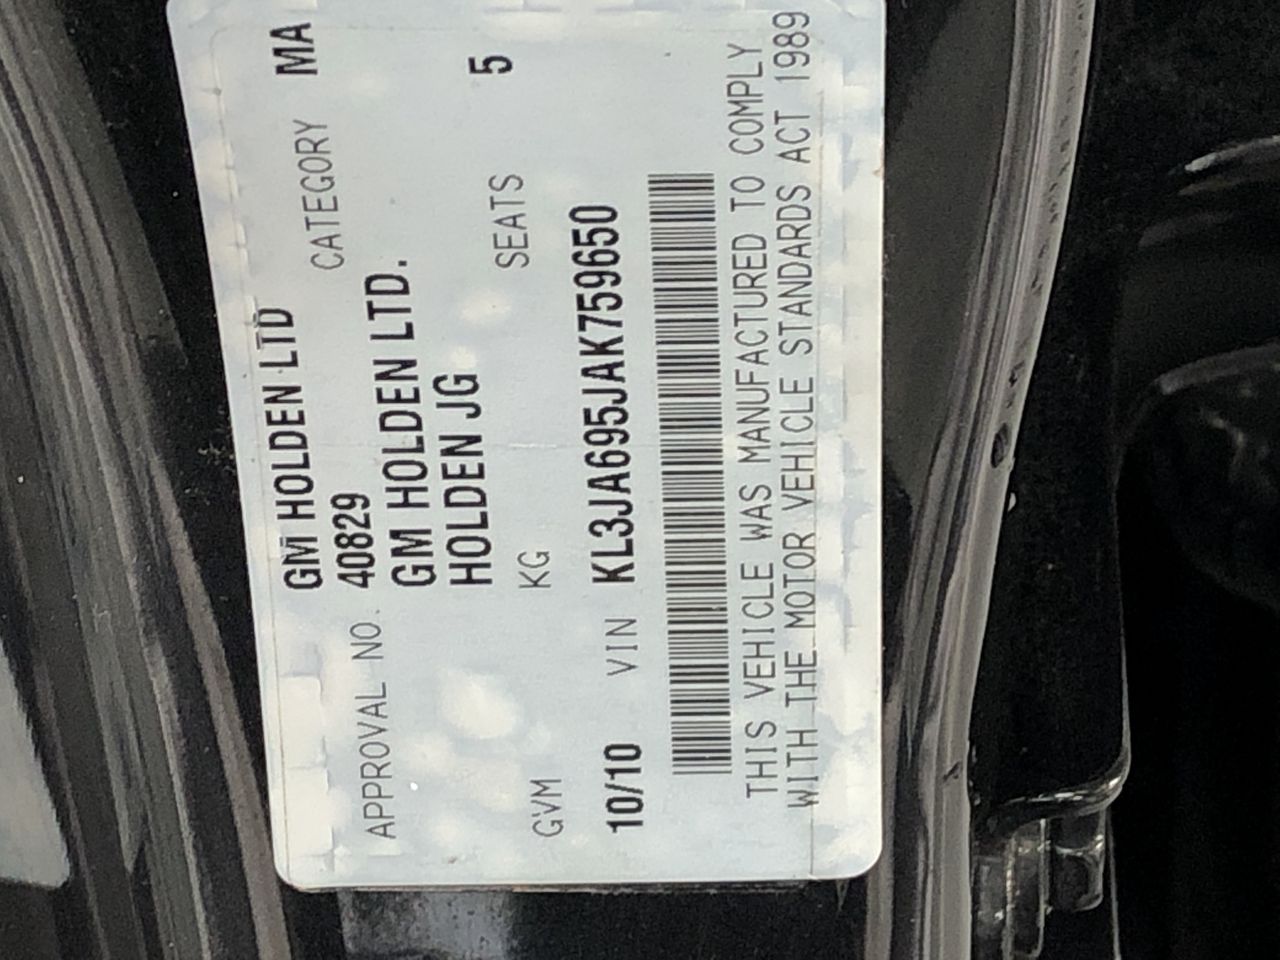 GM HOLDEN LTD
APPROVAL NO. 40829 CATEGORY MA
GM HOLDEN LTD.
HOLDEN JG
GVM KG SEATS 5
10/10 VIN KL3JA695JAK759650
THIS VEHICLE WAS MANUFACTURED TO COMPLY
WITH THE MOTOR VEHICLE STANDARDS ACT 1989